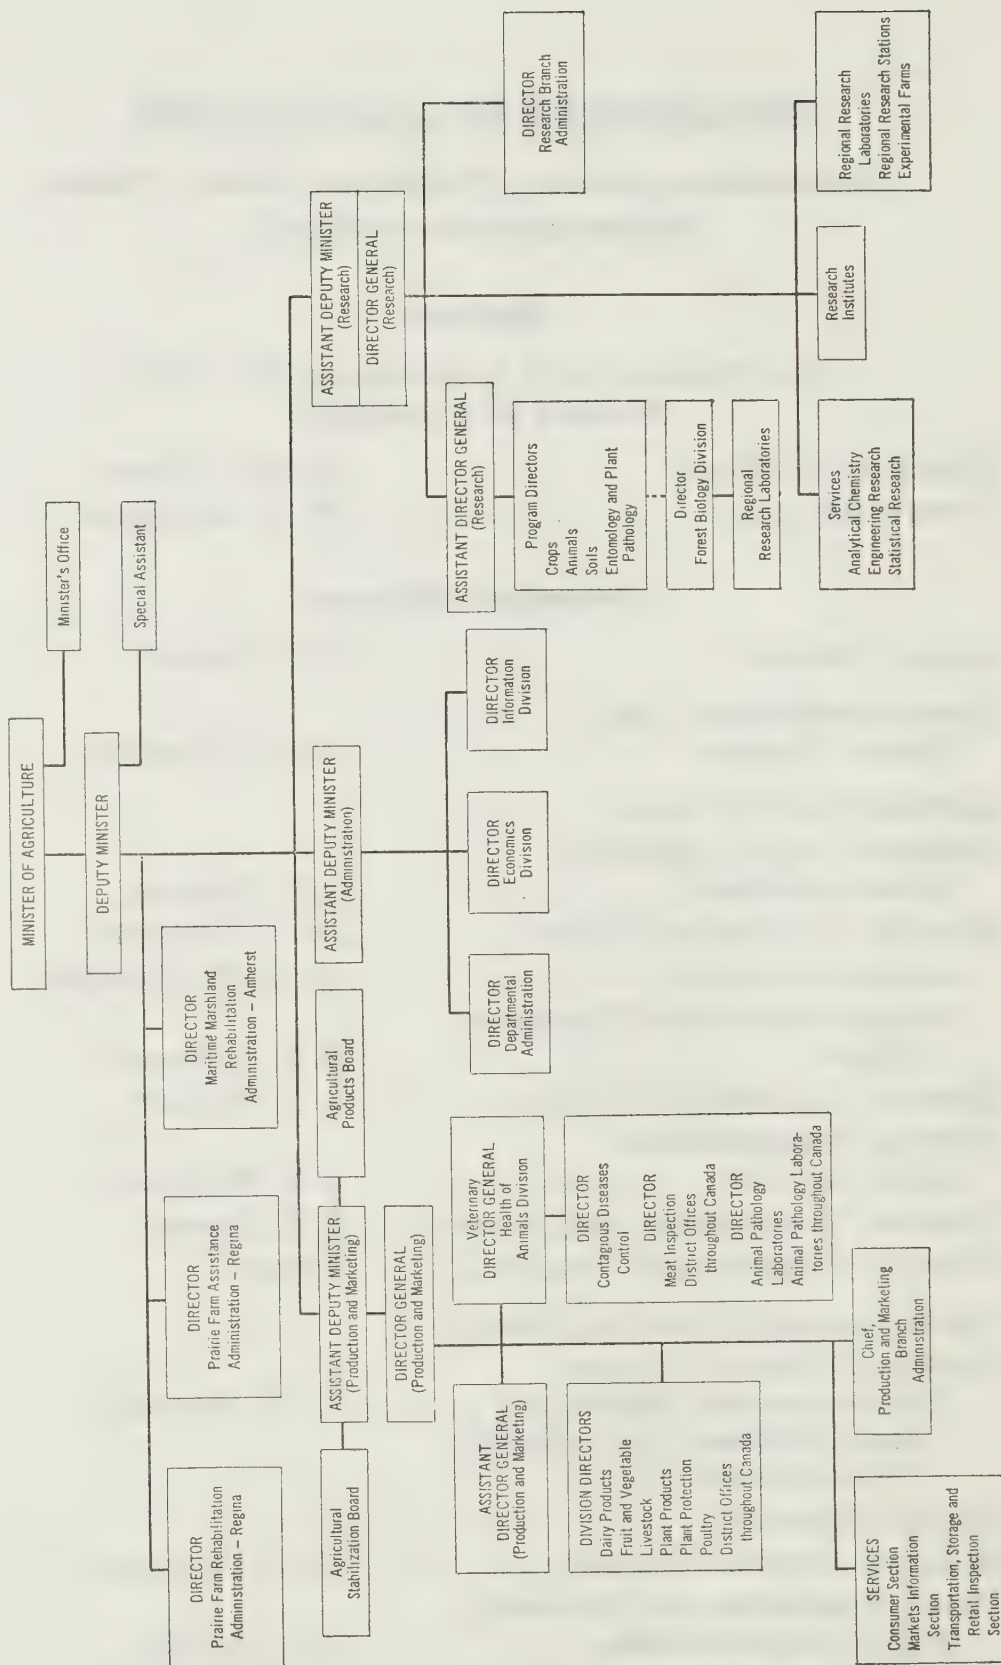 MINISTER OF AGRICULTURE
Minister's Office
DEPUTY MINISTER
Special Assistant
DIRECTOR
Prairie Farm Rehabilitation
Administration – Regina
DIRECTOR
Prairie Farm Assistance
Administration – Regina
DIRECTOR
Maritime Marshland
Rehabilitation
Administration – Amherst
Agricultural
Stabilization Board
ASSISTANT DEPUTY MINISTER
(Production and Marketing)
Agricultural
Products Board
DIRECTOR GENERAL
(Production and Marketing)
ASSISTANT DEPUTY MINISTER
(Administration)
ASSISTANT DEPUTY MINISTER
(Research)
DIRECTOR GENERAL
(Research)
ASSISTANT
DIRECTOR GENERAL
(Production and Marketing)
Veterinary
DIRECTOR GENERAL
Health of
Animals Division
DIVISION DIRECTORS
Dairy Products
Fruit and Vegetable
Livestock
Plant Products
Plant Protection
Poultry
District Offices
throughout Canada
DIRECTOR
Contagious Diseases
Control
DIRECTOR
Meat Inspection
District Offices
throughout Canada
DIRECTOR
Animal Pathology
Laboratories
Animal Pathology Labora-
tories throughout Canada
SERVICES
Consumer Section
Markets Information
Section
Transportation, Storage and
Retail Inspection
Section
Chief,
Production and Marketing
Branch
Administration
DIRECTOR
Departmental
Administration
DIRECTOR
Economics
Division
DIRECTOR
Information
Division
ASSISTANT DIRECTOR GENERAL
(Research)
DIRECTOR
Research Branch
Administration
Program Directors
Crops
Animals
Soils
Entomology and Plant
Pathology
Director
Forest Biology Division
Regional
Research Laboratories
Services
Analytical Chemistry
Engineering Research
Statistical Research
Research
Institutes
Regional Research
Laboratories
Regional Research Stations
Experimental Farms